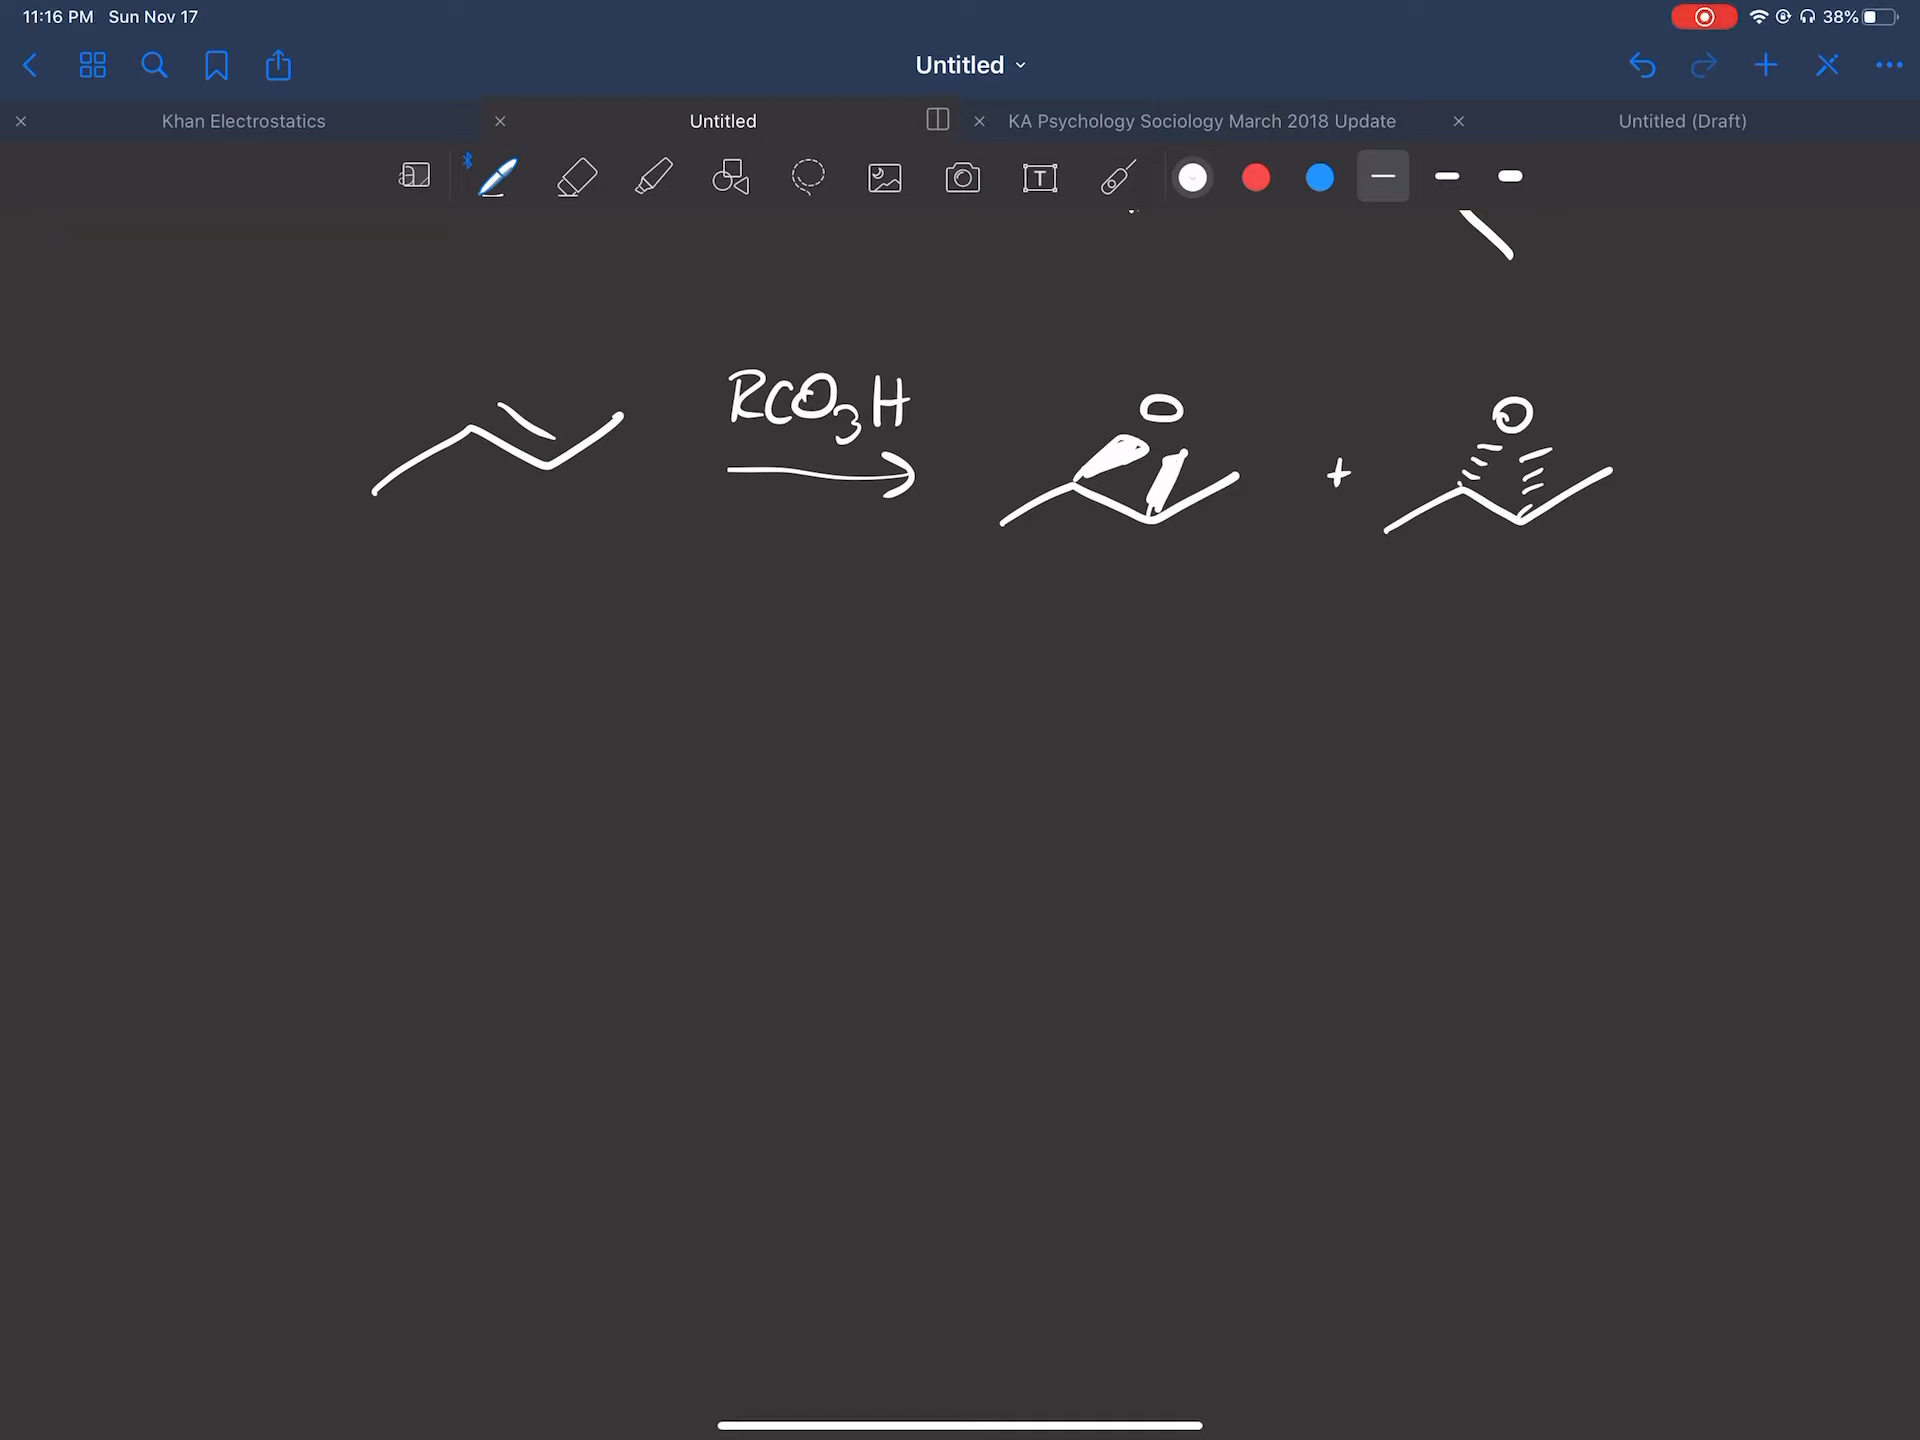 11:16 PM Sun Nov 17
38%
Untitled
Khan Electrostatics
Untitled
KA Psychology Sociology March 2018 Update
Untitled (Draft)
T
RCO₃H
O
+
O